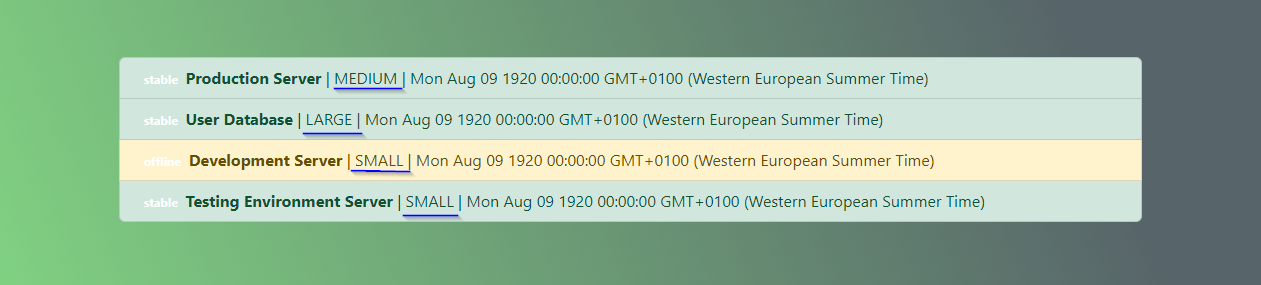 stable Production Server | MEDIUM | Mon Aug 09 1920 00:00:00 GMT+0100 (Western European Summer Time)
stable User Database | LARGE | Mon Aug 09 1920 00:00:00 GMT+0100 (Western European Summer Time)
offline Development Server | SMALL | Mon Aug 09 1920 00:00:00 GMT+0100 (Western European Summer Time)
stable Testing Environment Server | SMALL | Mon Aug 09 1920 00:00:00 GMT+0100 (Western European Summer Time)